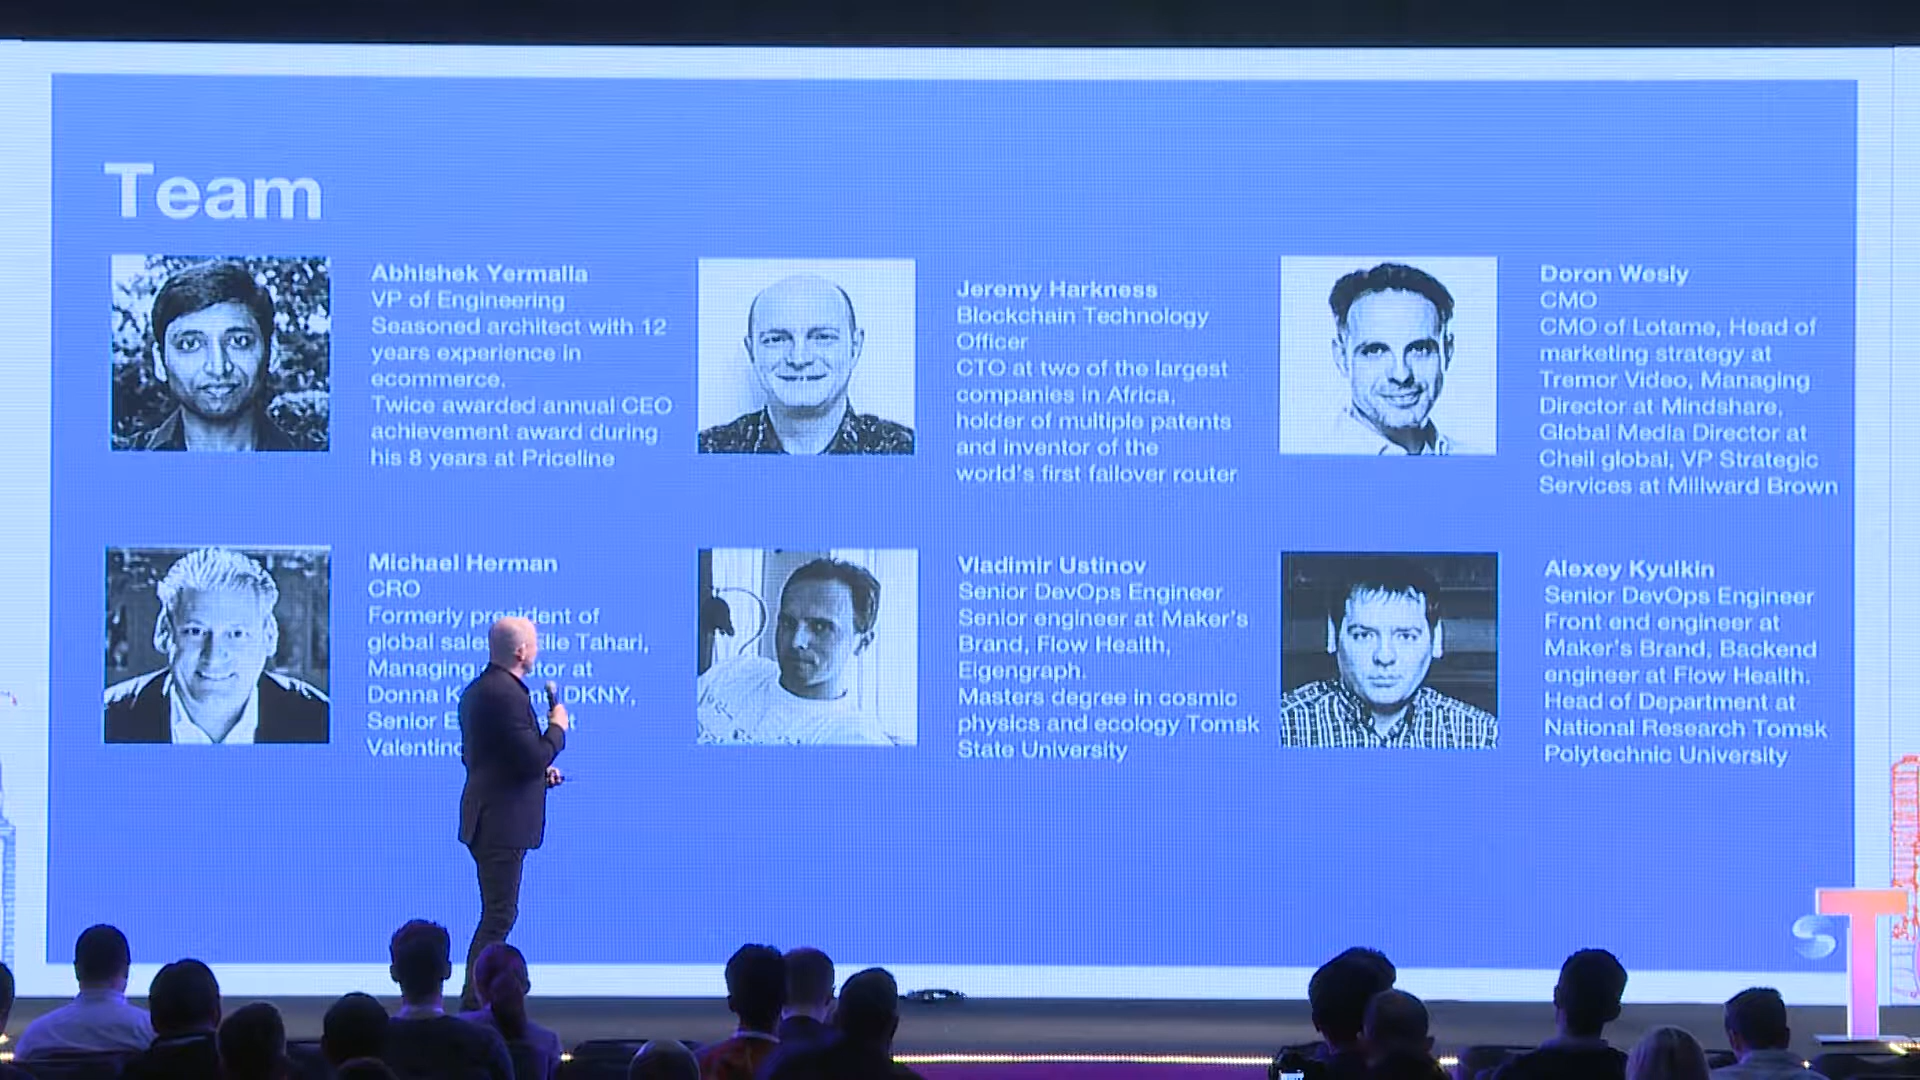 Team
Abhishek Yermalla
VP of Engineering
Seasoned architect with 12
years experience in
ecommerce.
Twice awarded annual CEO
achievement award during
his 8 years at Priceline
Jeremy Harkness
Blockchain Technology
Officer
CTO at two of the largest
companies in Africa,
holder of multiple patents
and inventor of the
world's first failover router
Doron Wesly
CMO
CMO of Lotame, Head of
marketing strategy at
Tremor Video, Managing
Director at Mindshare,
Global Media Director at
Cheil global, VP Strategic
Services at Millward Brown
Michael Herman
CRO
Formerly president of
global sales Tahari,
Managing at
Donna DKNY,
Senior
Valentino
Vladimir Ustinov
Senior DevOps Engineer
Senior engineer at Maker's
Brand, Flow Health,
Eigengraph.
Masters degree in cosmic
physics and ecology Tomsk
State University
Alexey Kyulkin
Senior DevOps Engineer
Front end engineer at
Maker's Brand, Backend
engineer at Flow Health.
Head of Department at
National Research Tomsk
Polytechnic University
S
T